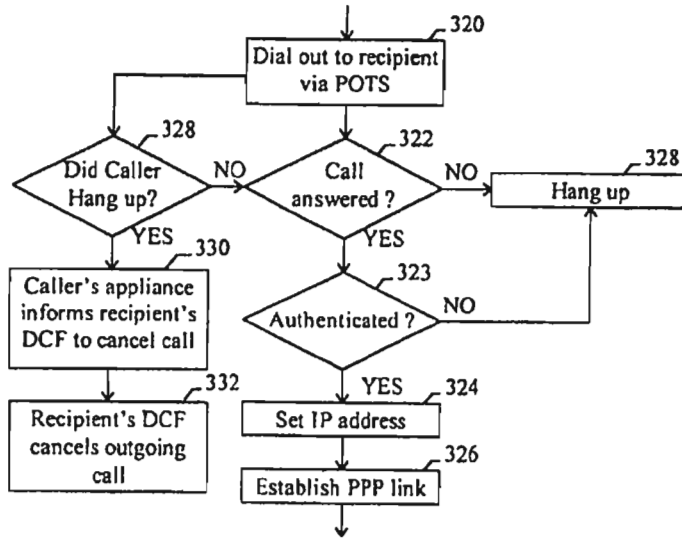 320
Dial out to recipient
via POTS
328
Did Caller
Hang up?
NO
YES
322
Call
answered ?
NO
YES
328
Hang up
330
Caller's appliance
informs recipient's
DCF to cancel call
323
Authenticated ?
NO
YES
332
Recipient's DCF
cancels outgoing
call
324
Set IP address
326
Establish PPP link